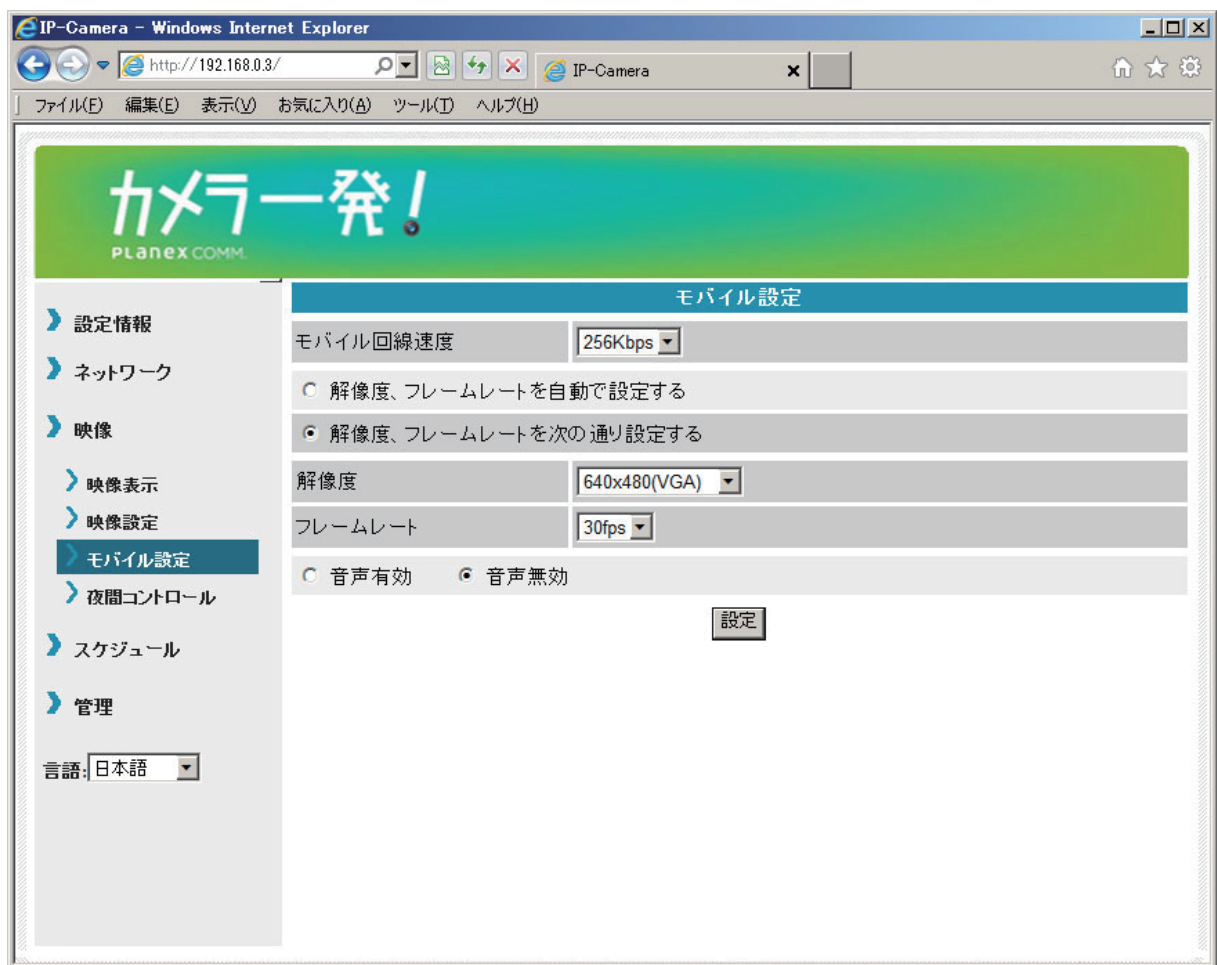 IP-Camera - Windows Internet Explorer
http://192.168.0.3/
IP-Camera
ファイル(F) 編集(E) 表示(V) お気に入り(A) ツール(T) ヘルプ(H)
カメラ一発!
PLANEX COMM.
設定情報
ネットワーク
映像
映像表示
映像設定
モバイル設定
夜間コントロール
スケジュール
管理
言語: 日本語
モバイル設定
モバイル回線速度 256Kbps
解像度、フレームレートを自動で設定する
解像度、フレームレートを次の通り設定する
解像度 640x480(VGA)
フレームレート 30fps
音声有効 音声無効
設定